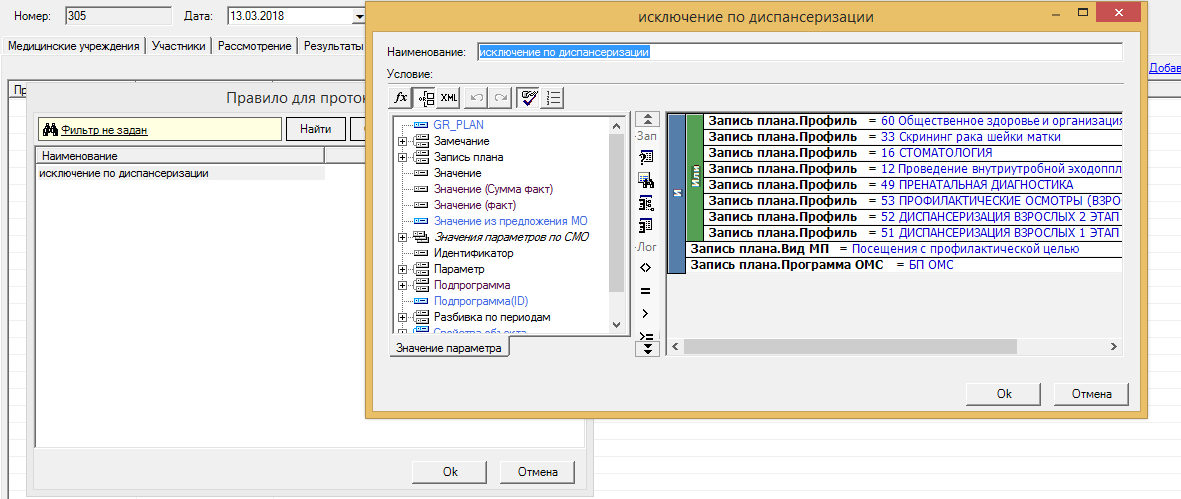 Номер: 305 Дата: 13.03.2018
Медицинские учреждения Участники Рассмотрение Результаты
Добав
Пр
Правило для проток
Фильтр не задан Найти
Наименование
исключение по диспансеризации
Ok Отмена
исключение по диспансеризации
Наименование: исключение по диспансеризации
Условие:
fx XML
GR_PLAN
Замечание
Запись плана
Значение
Значение (Сумма факт)
Значение (факт)
Значение из предложения МО
Значения параметров по СМО
Идентификатор
Параметр
Подпрограмма
Подпрограмма(ID)
Разбивка по периодам
Свойства объекта
Значение параметра
Зап
Лог
<>
=
>
>=
И
Или
Запись плана.Профиль = 60 Общественное здоровье и организация
Запись плана.Профиль = 33 Скрининг рака шейки матки
Запись плана.Профиль = 16 СТОМАТОЛОГИЯ
Запись плана.Профиль = 12 Проведение внутриутробной эходоппл
Запись плана.Профиль = 49 ПРЕНАТАЛЬНАЯ ДИАГНОСТИКА
Запись плана.Профиль = 53 ПРОФИЛАКТИЧЕСКИЕ ОСМОТРЫ (ВЗРО
Запись плана.Профиль = 52 ДИСПАНСЕРИЗАЦИЯ ВЗРОСЛЫХ 2 ЭТАП
Запись плана.Профиль = 51 ДИСПАНСЕРИЗАЦИЯ ВЗРОСЛЫХ 1 ЭТАП
Запись плана.Вид МП = Посещения с профилактической целью
Запись плана.Программа ОМС = БП ОМС
Ok Отмена